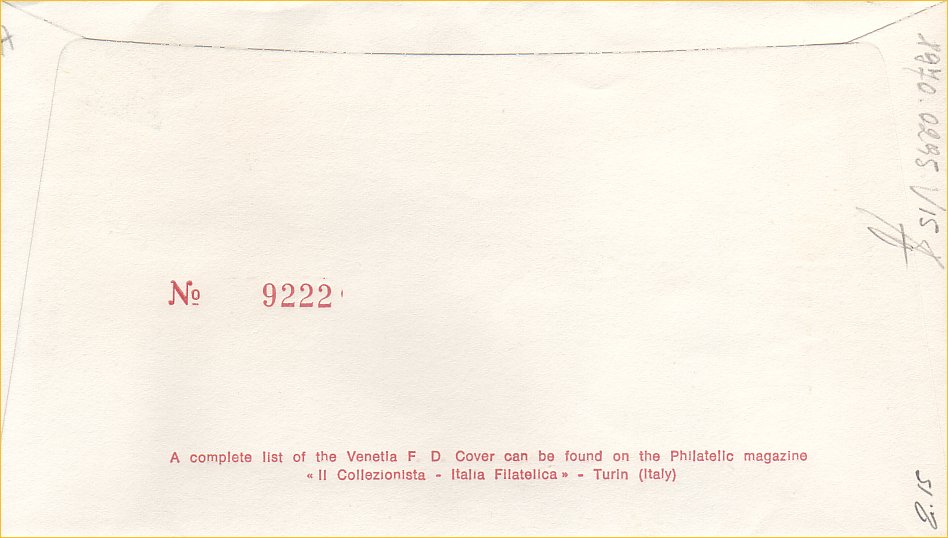 № 9222
A complete list of the Venetia F D Cover can be found on the Philatelic magazine
« Il Collezionista - Italia Filatelica » - Turin (Italy)